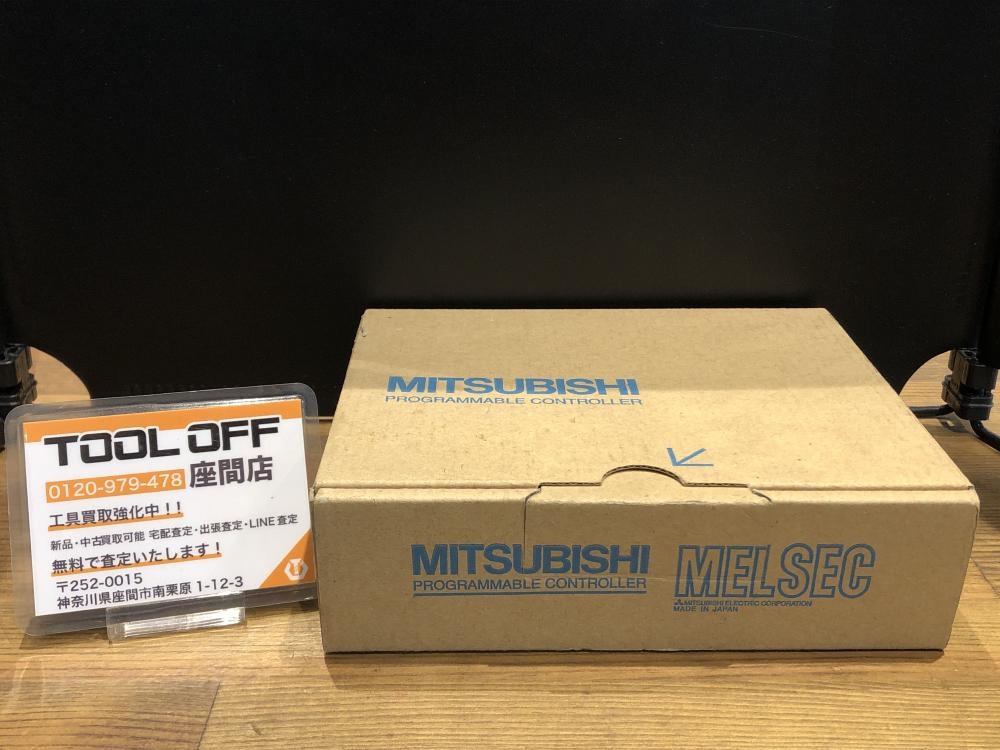 TOOL OFF
0120-979-478 座間店
工具買取強化中!!
新品・中古買取可能 宅配査定・出張査定・LINE査定
無料で査定いたします!
〒252-0015
神奈川県座間市南栗原 1-12-3
MITSUBISHI
PROGRAMMABLE CONTROLLER
MITSUBISHI
PROGRAMMABLE CONTROLLER
MELSEC
MITSUBISHI ELECTRIC CORPORATION
MADE IN JAPAN